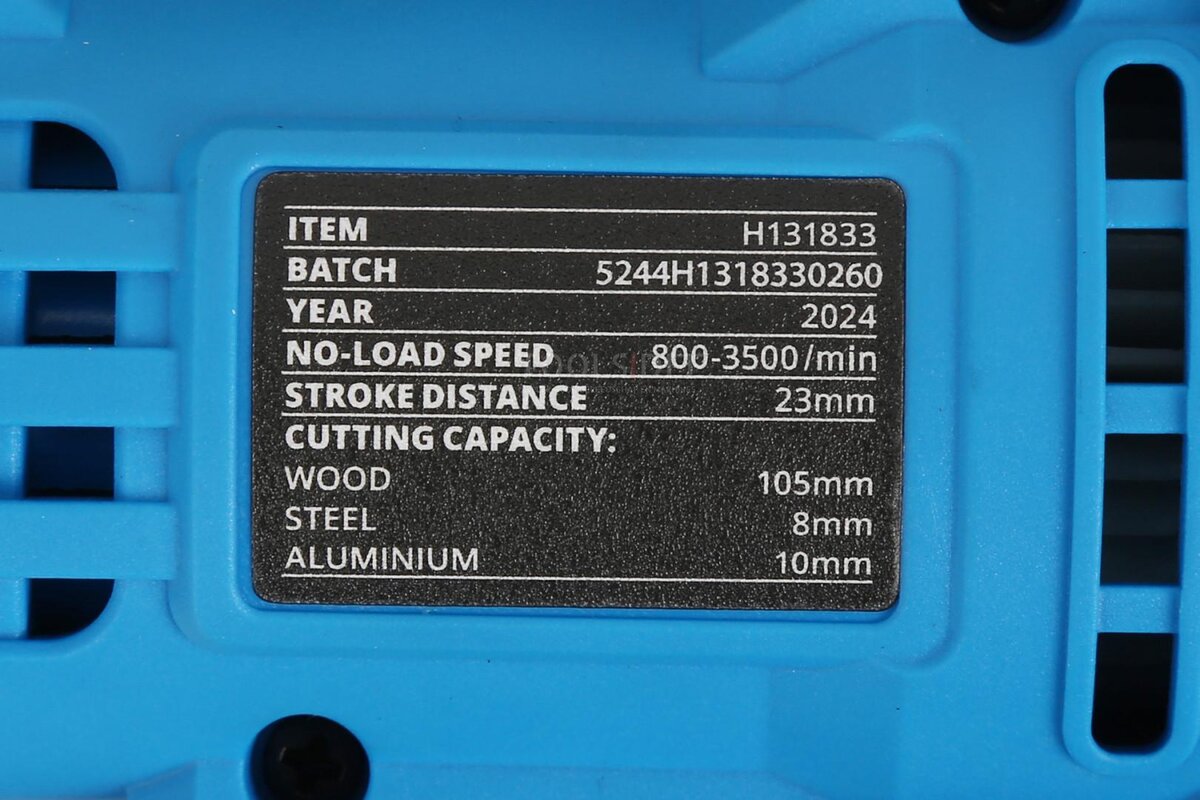 ITEM H131833
BATCH 5244H1318330260
YEAR 2024
NO-LOAD SPEED 800-3500/min
STROKE DISTANCE 23mm
CUTTING CAPACITY:
WOOD 105mm
STEEL 8mm
ALUMINIUM 10mm